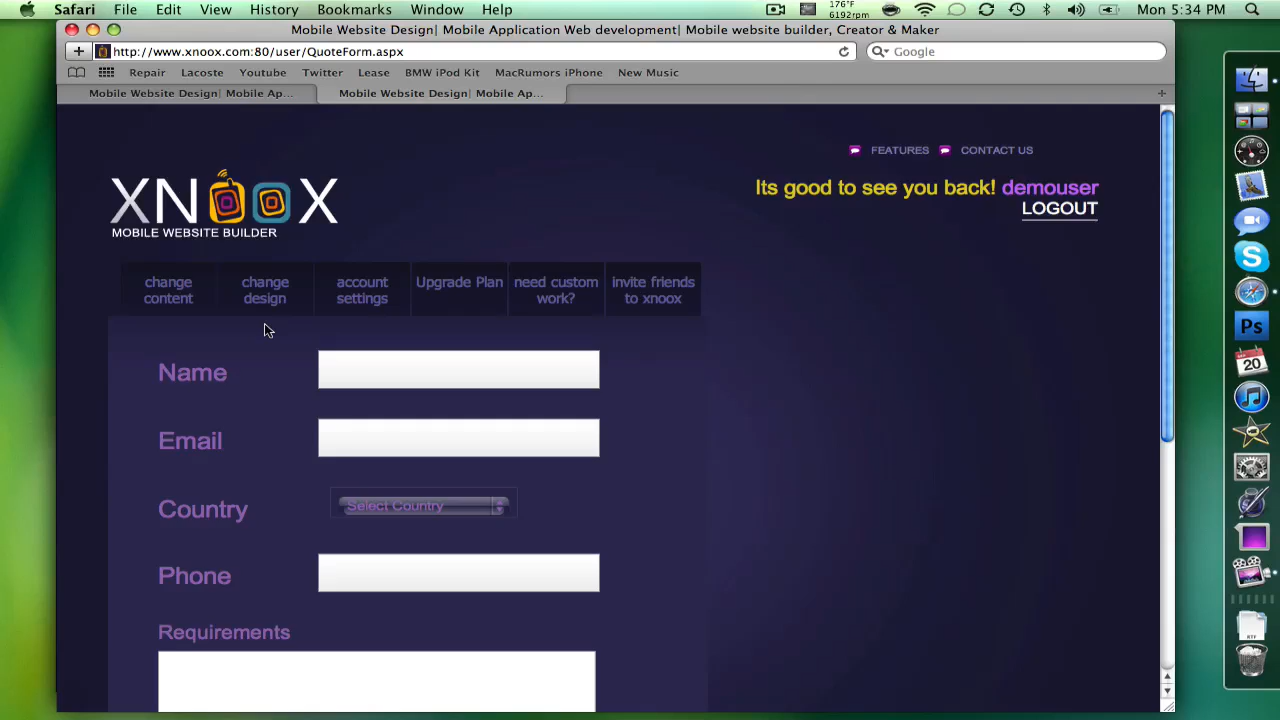 Safari File Edit View History Bookmarks Window Help 176°F 6192rpm Mon 5:34 PM
Mobile Website Design| Mobile Application Web development| Mobile website builder, Creator & Maker
http://www.xnoox.com:80/user/QuoteForm.aspx Google
Repair Lacoste Youtube Twitter Lease BMW iPod Kit MacRumors iPhone New Music
Mobile Website Design| Mobile Ap... Mobile Website Design| Mobile Ap...
FEATURES CONTACT US
XNOOX
MOBILE WEBSITE BUILDER
Its good to see you back! demouser
LOGOUT
change content
change design
account settings
Upgrade Plan
need custom work?
invite friends to xnoox
Name
Email
Country Select Country
Phone
Requirements
Ps
20
RTF